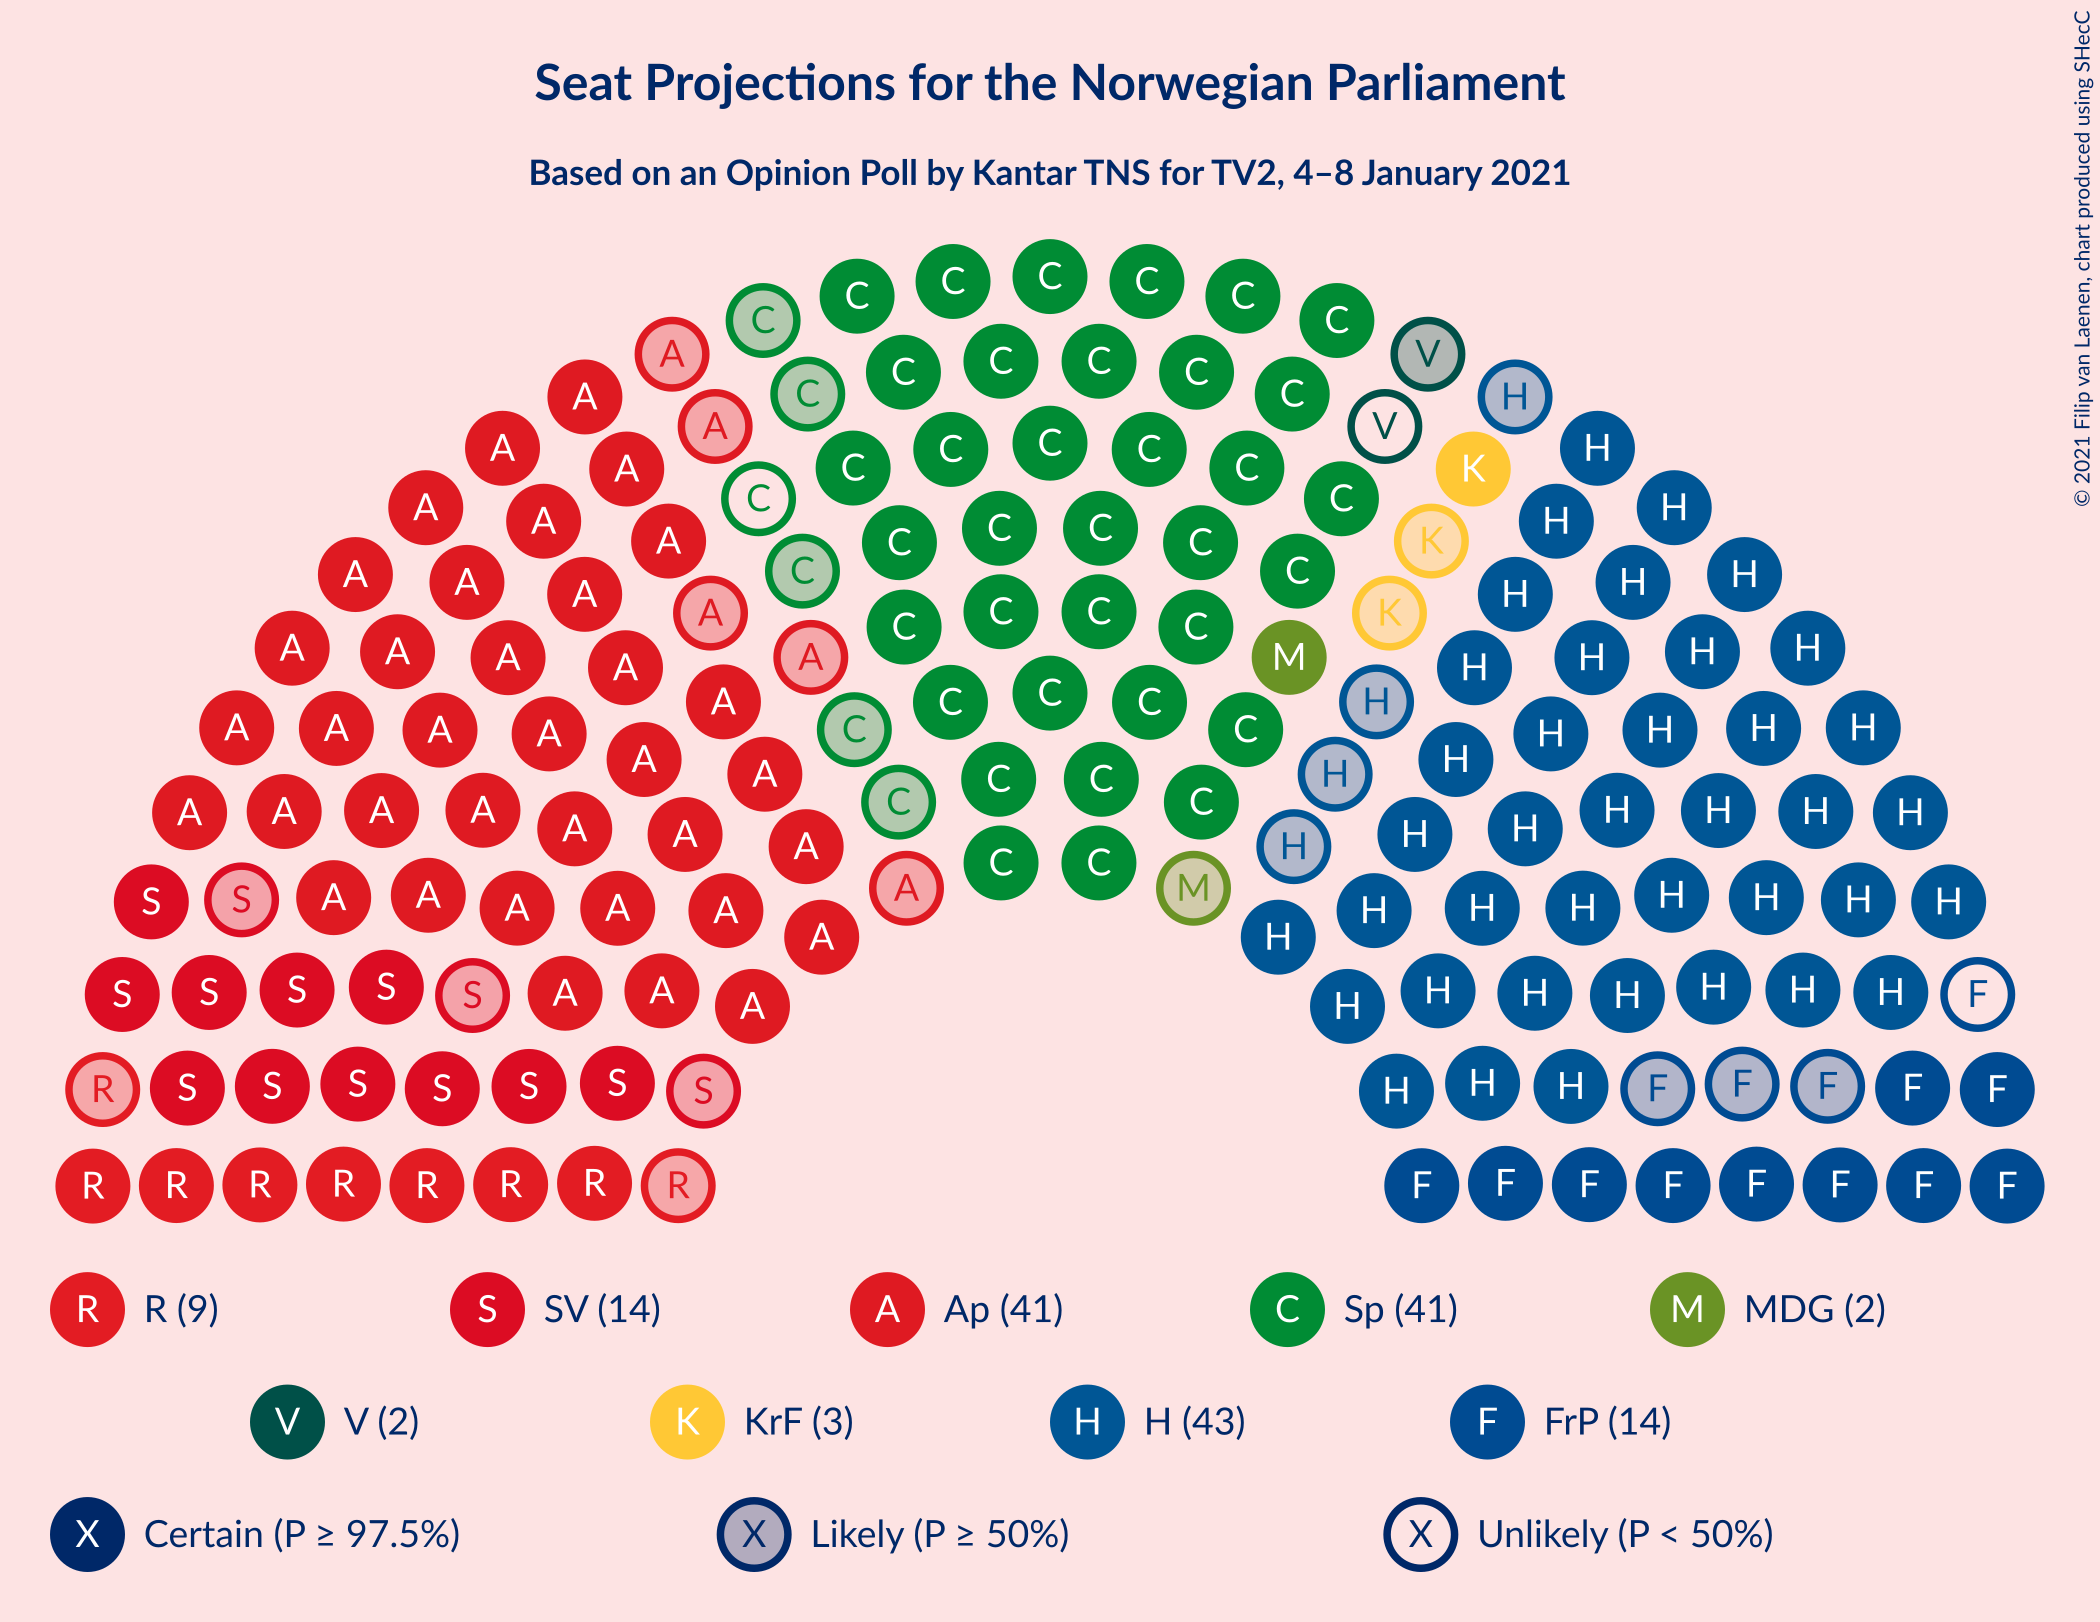 © 2021 Filip van Laenen, chart produced using SHecC
Seat Projections for the Norwegian Parliament
Based on an Opinion Poll by Kantar TNS for TV2, 4–8 January 2021
C
C C
C C
C C
A V
C C
C C
C C
A H
A V
C
A C C H
A C C K
C C
A H
A H
C C
A C C K
A C C H
A H
A H
A C C K
C C
A A H H
A A M H
A H
C
A C C H
A A A A C C H H H H
A H
A C C H
C C
A A A A H H H H
A A H H
A H
C C
A M
S S A A H H H H
A A A H H H
A H
S S S S S A A H H H H H H F
A H
R S S S S S S S H H H F F F F F
R R R R R R R R F F F F F F F F
R R (9) S SV (14) A Ap (41) C Sp (41) M MDG (2)
V V (2) K KrF (3) H H (43) F FrP (14)
X Certain (P ≥ 97.5%) X Likely (P ≥ 50%) X Unlikely (P < 50%)